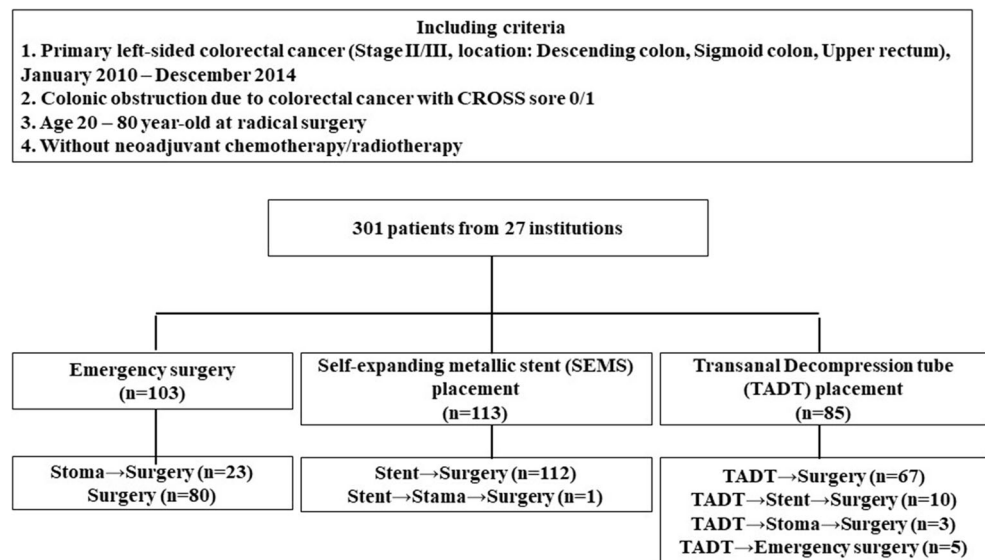 Including criteria
1. Primary left-sided colorectal cancer (Stage II/III, location: Descending colon, Sigmoid colon, Upper rectum),
January 2010 – Descember 2014
2. Colonic obstruction due to colorectal cancer with CROSS sore 0/1
3. Age 20 – 80 year-old at radical surgery
4. Without neoadjuvant chemotherapy/radiotherapy
301 patients from 27 institutions
Emergency surgery
(n=103)
Self-expanding metallic stent (SEMS)
placement
(n=113)
Transanal Decompression tube
(TADT) placement
(n=85)
Stoma→Surgery (n=23)
Surgery (n=80)
Stent→Surgery (n=112)
Stent→Stama→Surgery (n=1)
TADT→Surgery (n=67)
TADT→Stent→Surgery (n=10)
TADT→Stoma→Surgery (n=3)
TADT→Emergency surgery (n=5)